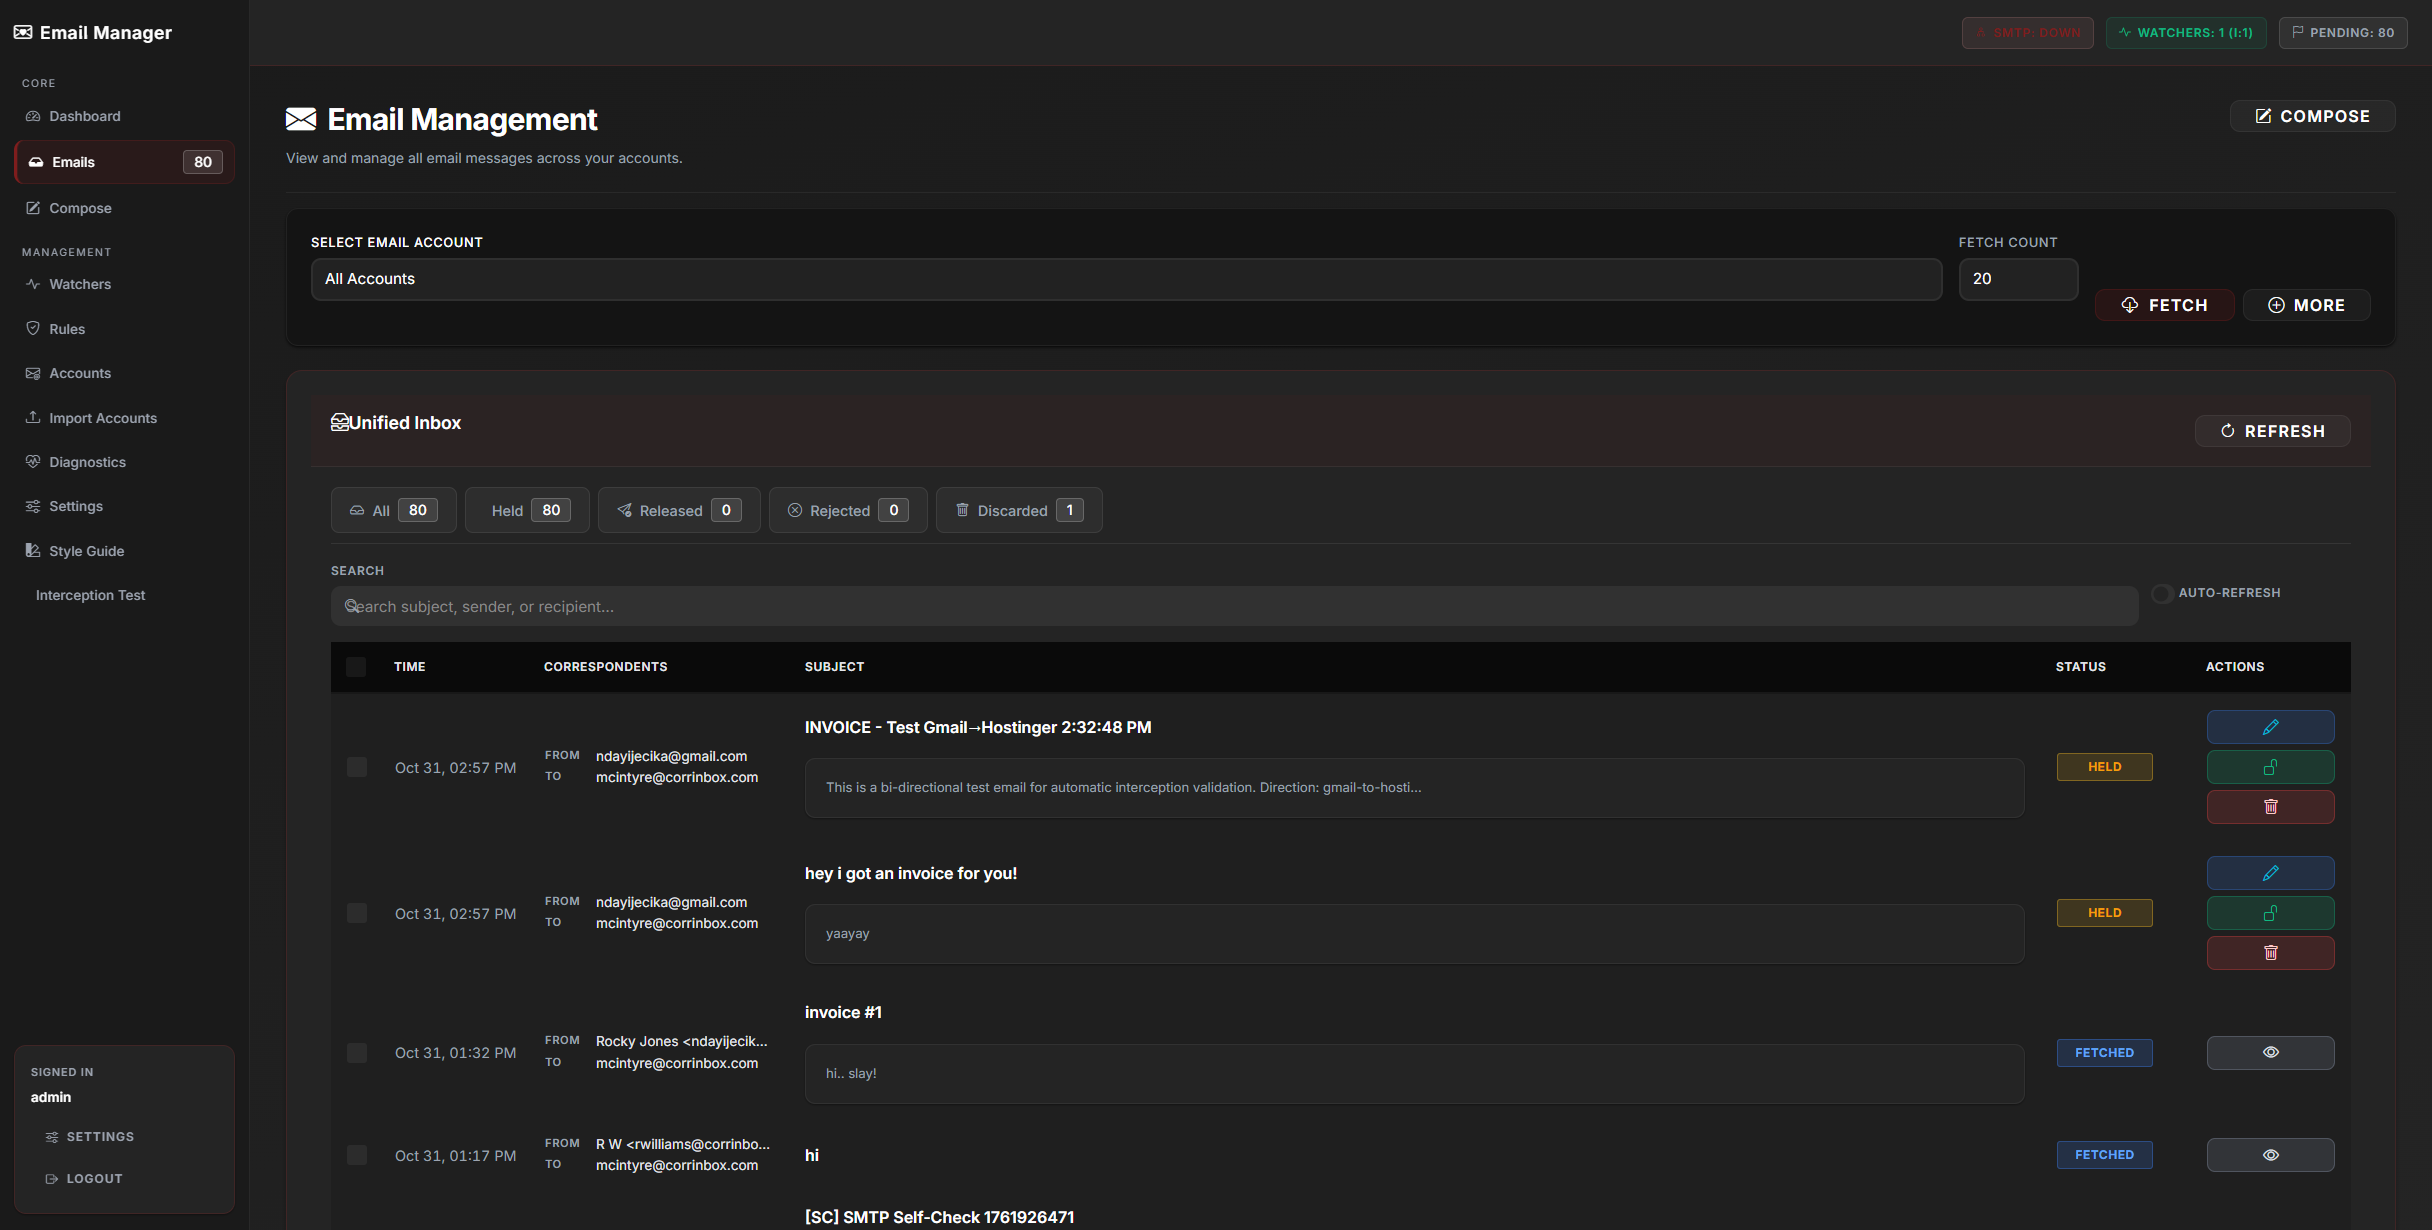 Email Manager
SMTP: DOWN
WATCHERS: 1 (I:1)
PENDING: 80
CORE
Dashboard
Emails 80
Compose
MANAGEMENT
Watchers
Rules
Accounts
Import Accounts
Diagnostics
Settings
Style Guide
Interception Test
SIGNED IN
admin
SETTINGS
LOGOUT
Email Management
COMPOSE
View and manage all email messages across your accounts.
SELECT EMAIL ACCOUNT
FETCH COUNT
All Accounts
20
FETCH
MORE
Unified Inbox
REFRESH
All 80
Held 80
Released 0
Rejected 0
Discarded 1
SEARCH
Search subject, sender, or recipient...
AUTO-REFRESH
TIME CORRESPONDENTS SUBJECT STATUS ACTIONS
INVOICE - Test Gmail→Hostinger 2:32:48 PM
Oct 31, 02:57 PM
FROM ndayijecika@gmail.com
TO mcintyre@corrinbox.com
This is a bi-directional test email for automatic interception validation. Direction: gmail-to-hosti...
HELD
hey i got an invoice for you!
Oct 31, 02:57 PM
FROM ndayijecika@gmail.com
TO mcintyre@corrinbox.com
yaayay
HELD
invoice #1
Oct 31, 01:32 PM
FROM Rocky Jones <ndayijecik...
TO mcintyre@corrinbox.com
hi.. slay!
FETCHED
Oct 31, 01:17 PM
FROM R W <rwilliams@corrinbo...
TO mcintyre@corrinbox.com
hi
FETCHED
[SC] SMTP Self-Check 1761926471